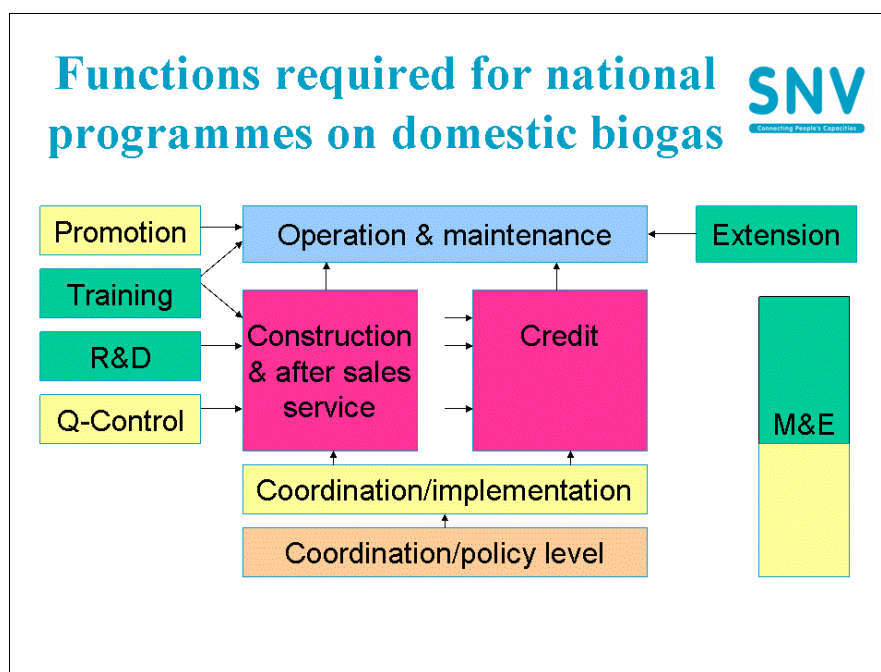 Functions required for national
programmes on domestic biogas
SNV
Connecting People's Capacities
Promotion
Operation & maintenance
Extension
Training
Construction
& after sales
service
Credit
R&D
Q-Control
M&E
Coordination/implementation
Coordination/policy level